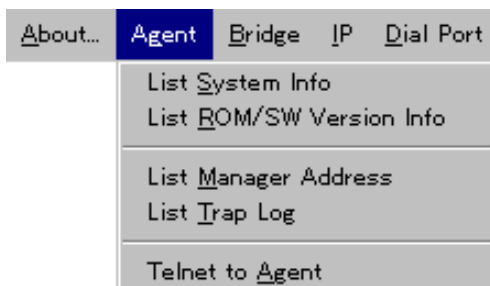 About... Agent Bridge IP Dial Port
List System Info
List ROM/SW Version Info
List Manager Address
List Trap Log
Telnet to Agent